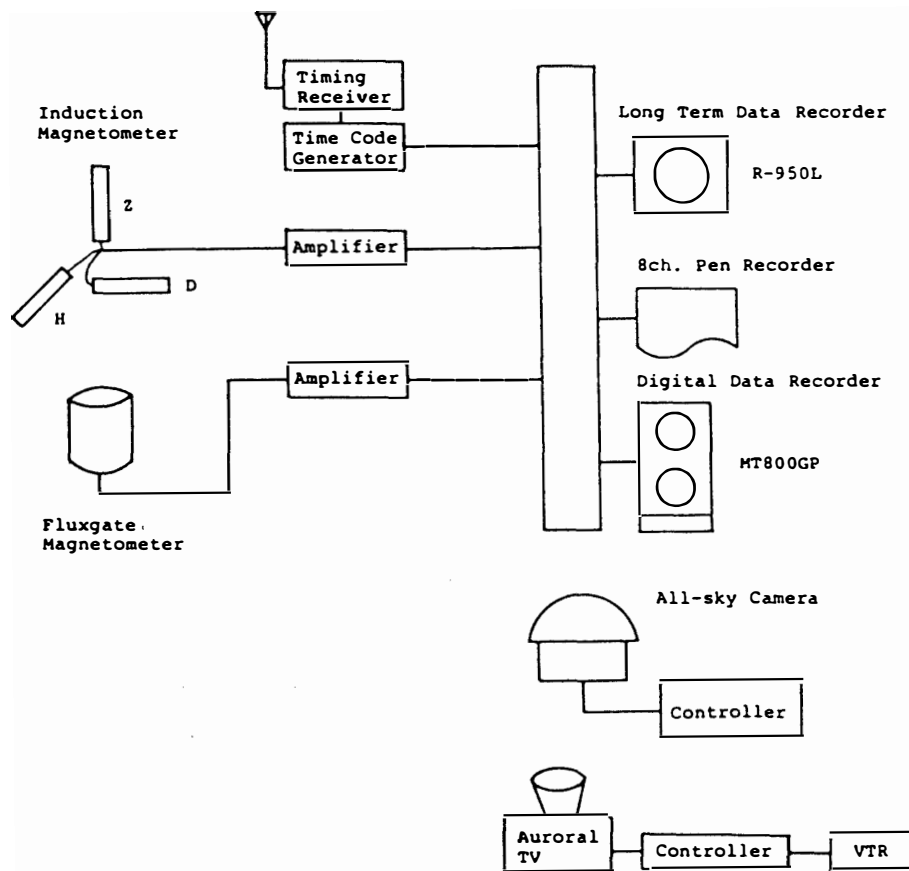 Timing
Receiver
Time Code
Generator
Induction
Magnetometer
Z
D
H
Amplifier
Amplifier
Fluxgate
Magnetometer
Long Term Data Recorder
R-950L
8ch. Pen Recorder
Digital Data Recorder
MT800GP
All-sky Camera
Controller
Auroral
TV
Controller
VTR